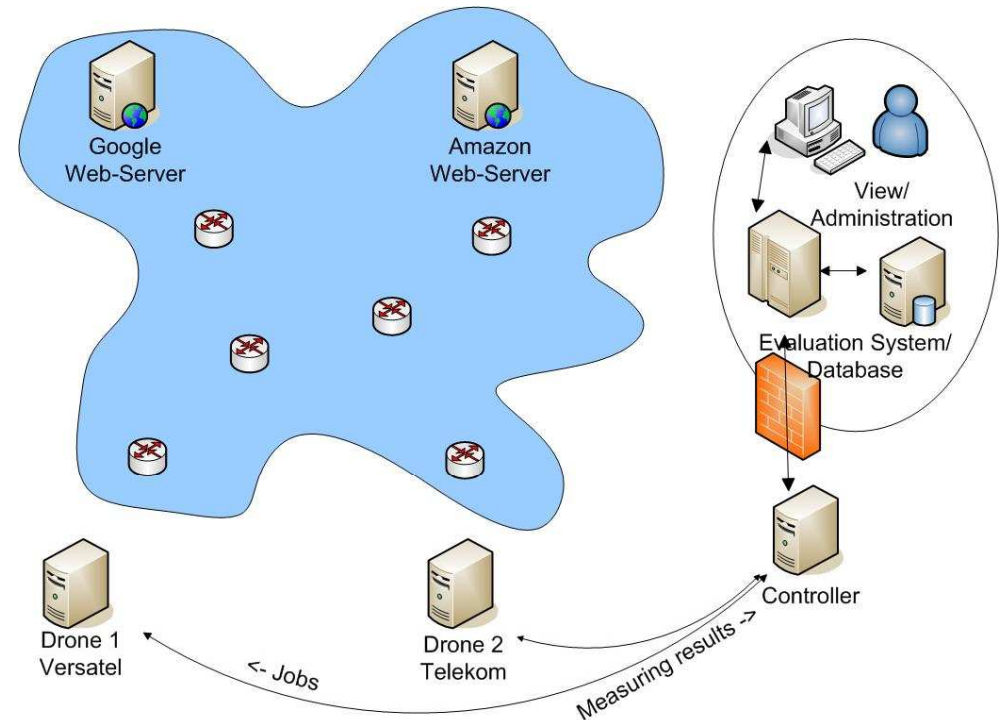 Google
Web-Server
Amazon
Web-Server
View/
Administration
Evaluation System/
Database
Controller
Drone 1
Versatel
Drone 2
Telekom
<- Jobs
Measuring results ->